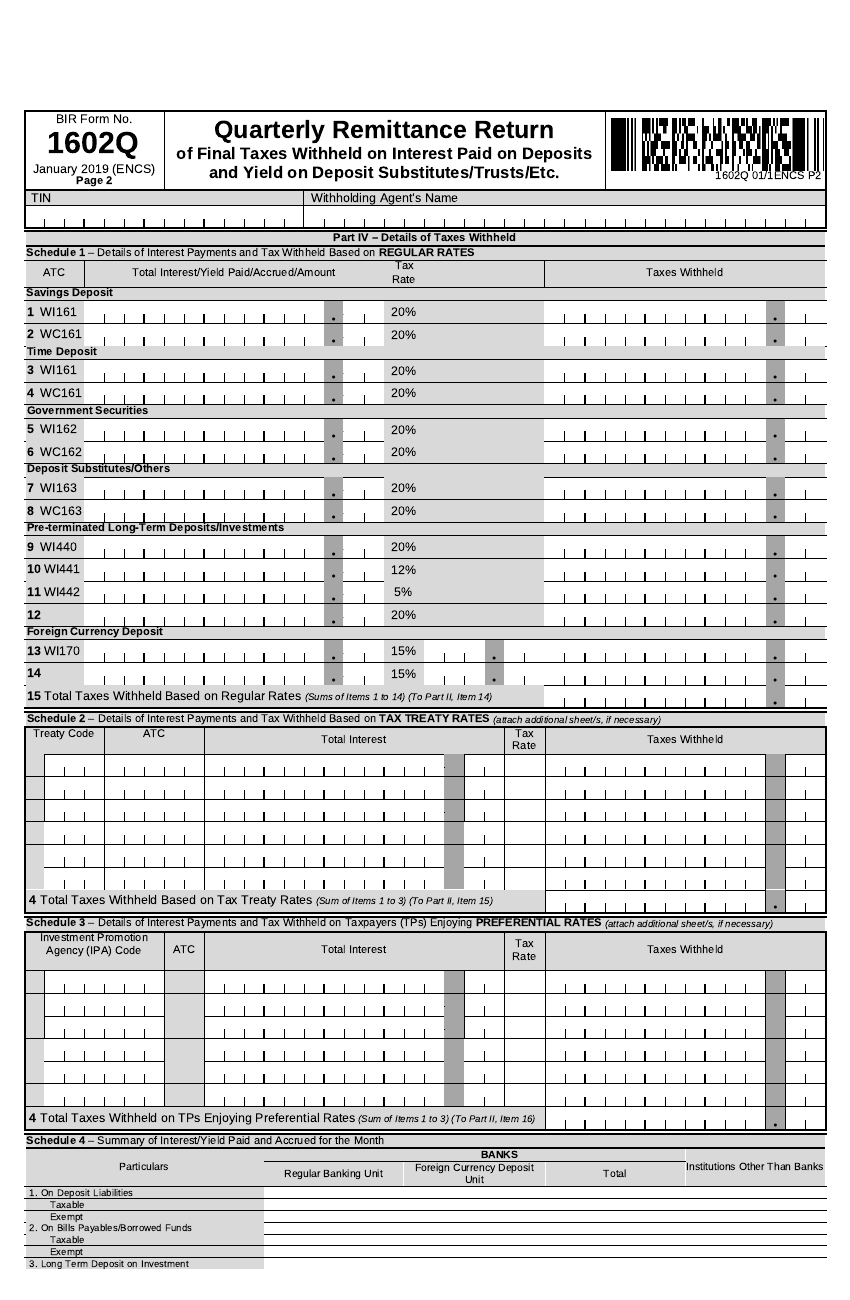 BIR Form No.
1602Q
January 2019 (ENCS)
Page 2
Quarterly Remittance Return
of Final Taxes Withheld on Interest Paid on Deposits
and Yield on Deposit Substitutes/Trusts/Etc.
1602Q 01/1ENCS P2
TIN Withholding Agent's Name
Part IV – Details of Taxes Withheld
Schedule 1 – Details of Interest Payments and Tax Withheld Based on REGULAR RATES
ATC Total Interest/Yield Paid/Accrued/Amount Tax Rate Taxes Withheld
Savings Deposit
1 WI161 . 20% .
2 WC161 . 20% .
Time Deposit
3 WI161 . 20% .
4 WC161 . 20% .
Government Securities
5 WI162 . 20% .
6 WC162 . 20% .
Deposit Substitutes/Others
7 WI163 . 20% .
8 WC163 . 20% .
Pre-terminated Long-Term Deposits/Investments
9 WI440 . 20% .
10 WI441 . 12% .
11 WI442 . 5% .
12 . 20% .
Foreign Currency Deposit
13 WI170 . 15% . .
14 . 15% . .
15 Total Taxes Withheld Based on Regular Rates (Sums of Items 1 to 14) (To Part II, Item 14) .
Schedule 2 – Details of Interest Payments and Tax Withheld Based on TAX TREATY RATES (attach additional sheet/s, if necessary)
Treaty Code ATC Total Interest Tax Rate Taxes Withheld
4 Total Taxes Withheld Based on Tax Treaty Rates (Sum of Items 1 to 3) (To Part II, Item 15) .
Schedule 3 – Details of Interest Payments and Tax Withheld on Taxpayers (TPs) Enjoying PREFERENTIAL RATES (attach additional sheet/s, if necessary)
Investment Promotion Agency (IPA) Code ATC Total Interest Tax Rate Taxes Withheld
4 Total Taxes Withheld on TPs Enjoying Preferential Rates (Sum of Items 1 to 3) (To Part II, Item 16) .
Schedule 4 – Summary of Interest/Yield Paid and Accrued for the Month
Particulars BANKS Institutions Other Than Banks
Regular Banking Unit Foreign Currency Deposit Unit Total
1. On Deposit Liabilities
Taxable
Exempt
2. On Bills Payables/Borrowed Funds
Taxable
Exempt
3. Long Term Deposit on Investment